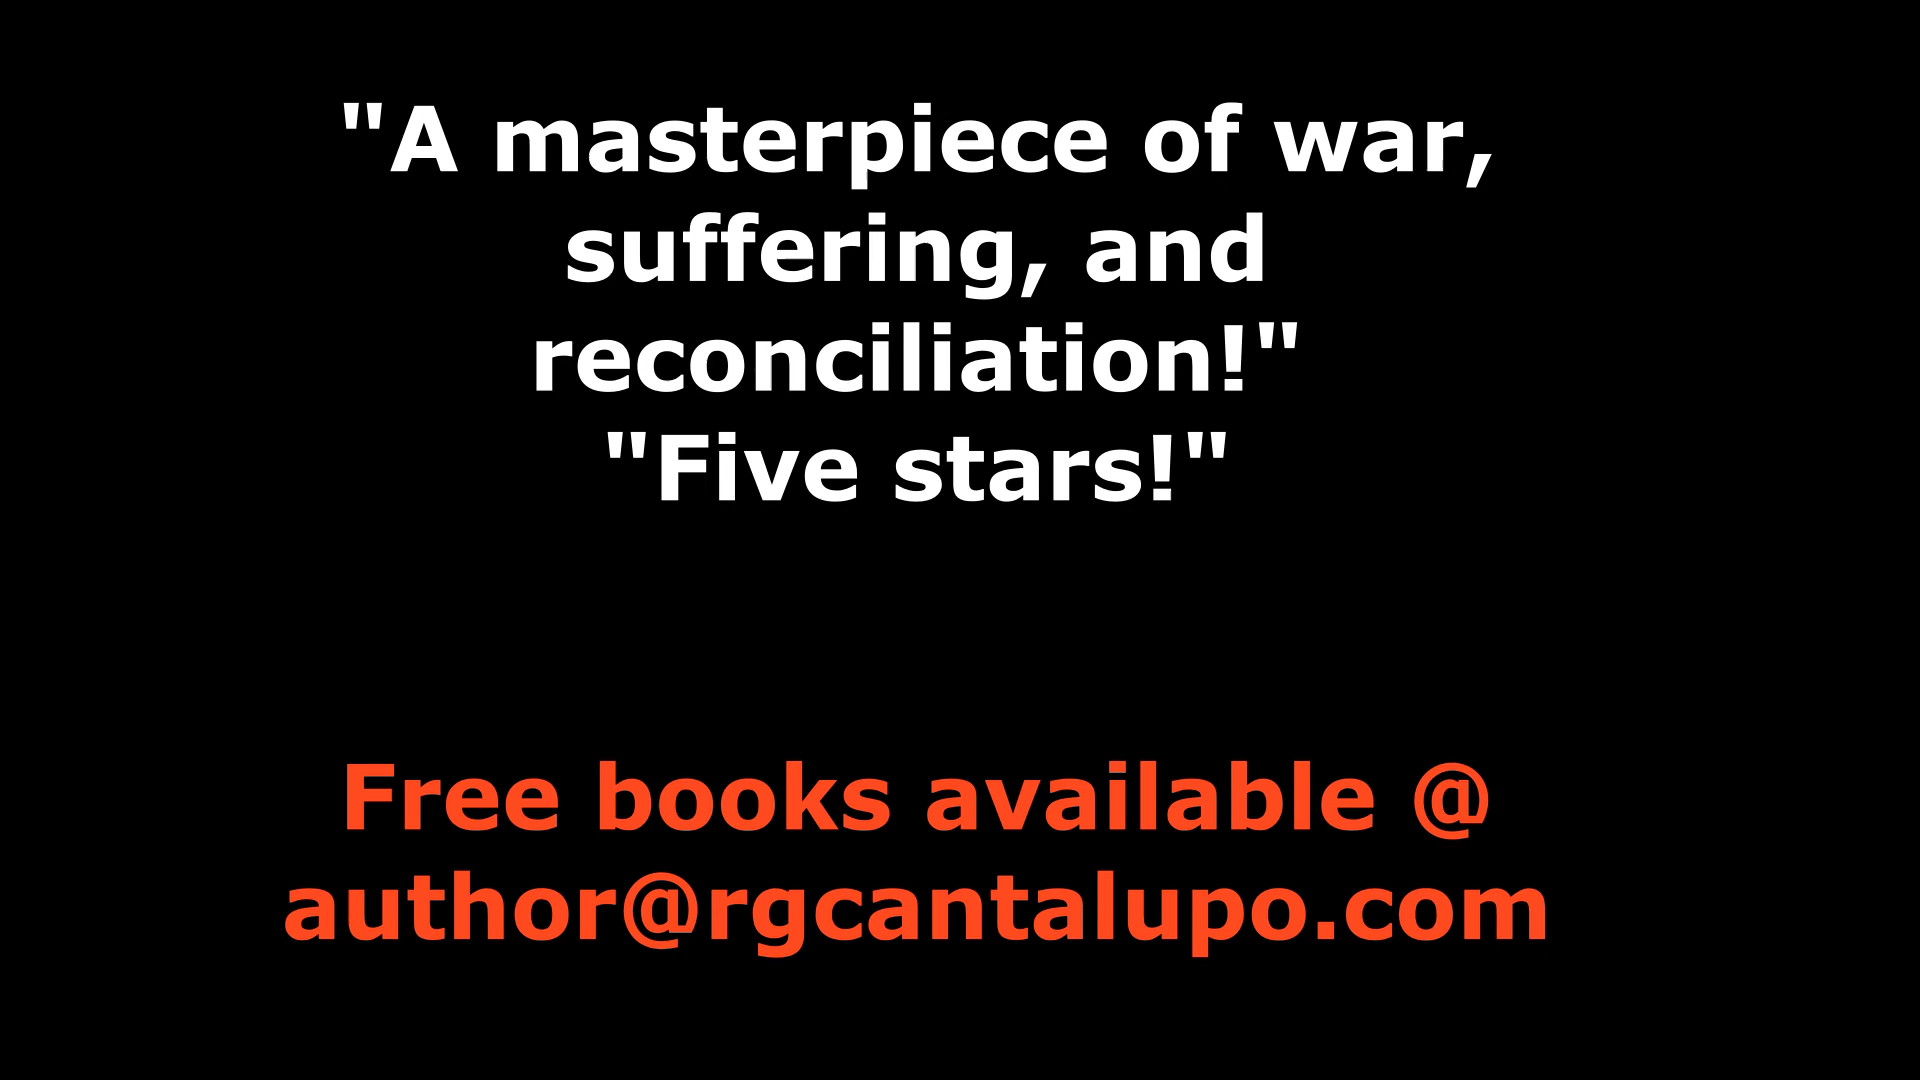 "A masterpiece of war,
suffering, and
reconciliation!"
"Five stars!"
Free books available @
author@rgcantalupo.com